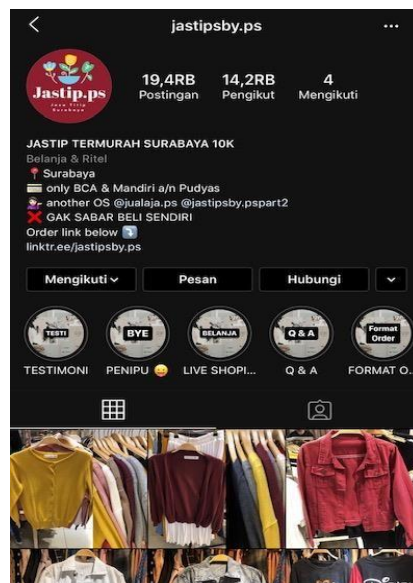 jastipsby.ps
Jastip.ps
Jasa Titip
Surabaya
19,4RB 14,2RB 4
Postingan Pengikut Mengikuti
JASTIP TERMURAH SURABAYA 10K
Belanja & Ritel
Surabaya
only BCA & Mandiri a/n Pudyas
another OS @jualaja.ps @jastipsby.pspart2
GAK SABAR BELI SENDIRI
Order link below
linktr.ee/jastipsby.ps
Mengikuti Pesan Hubungi
TESTI BYE BELANJA Q & A Format Order
TESTIMONI PENIPU LIVE SHOPI... Q & A FORMAT O...